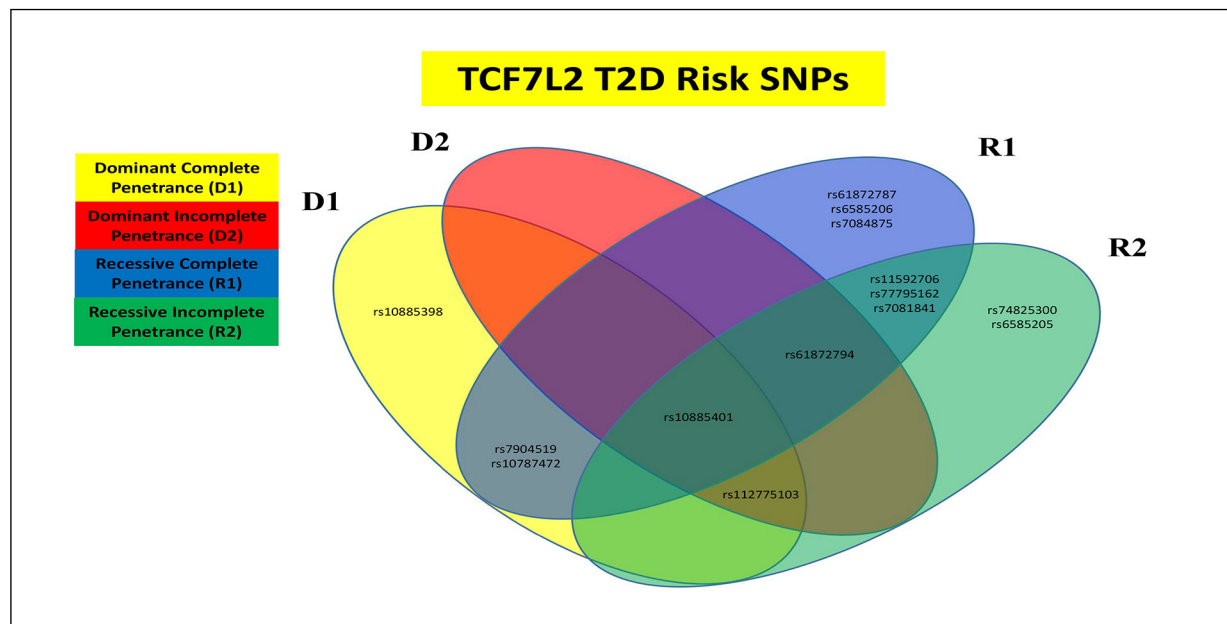 TCF7L2 T2D Risk SNPs
Dominant Complete
Penetrance (D1)
Dominant Incomplete
Penetrance (D2)
Recessive Complete
Penetrance (R1)
Recessive Incomplete
Penetrance (R2)
D1
D2
R1
R2
rs10885398
rs61872787
rs6585206
rs7084875
rs11592706
rs77795162
rs7081841
rs74825300
rs6585205
rs61872794
rs10885401
rs7904519
rs10787472
rs112775103